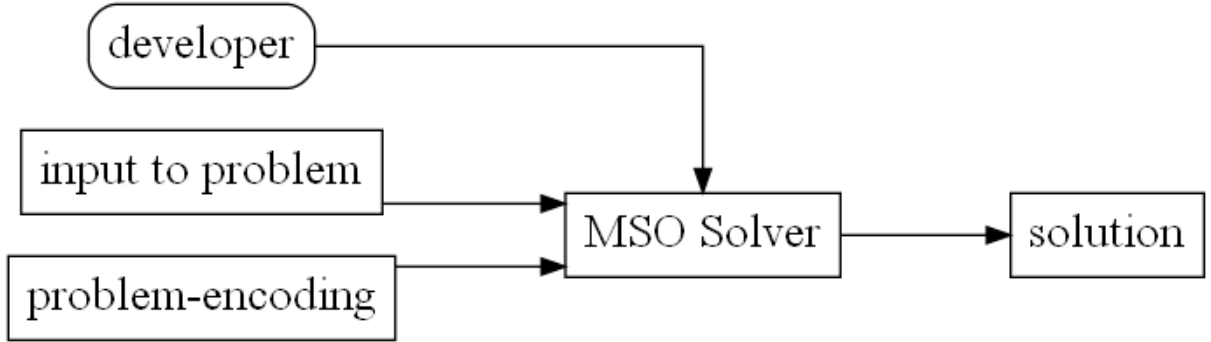 developer
input to problem
MSO Solver
solution
problem-encoding